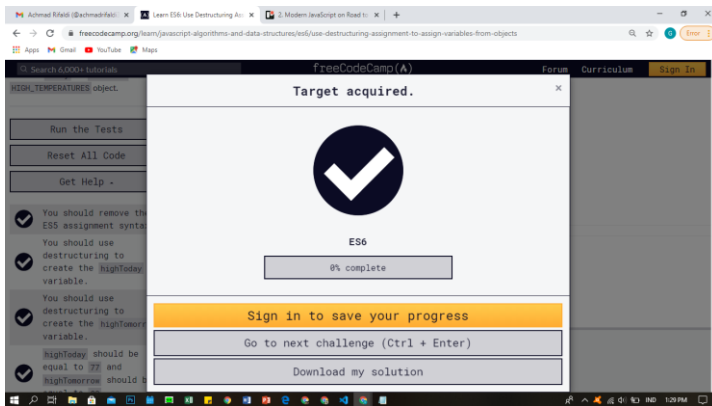 Achmad Rifaldi (@achmadrifaldi)
Learn ES6: Use Destructuring Ass
2. Modern JavaScript on Road to
freecodecamp.org/learn/javascript-algorithms-and-data-structures/es6/use-destructuring-assignment-to-assign-variables-from-objects
G
Error
Apps
Gmail
YouTube
Maps
Search 6,000+ tutorials
freeCodeCamp(🔥)
Forum
Curriculum
Sign In
HIGH_TEMPERATURES object.
Run the Tests
Reset All Code
Get Help
You should remove the
ES5 assignment syntax
You should use
destructuring to
create the highToday
variable.
You should use
destructuring to
create the highTomorr
variable.
highToday should be
equal to 77 and
highTomorrow should b
Target acquired.
×
ES6
0% complete
Sign in to save your progress
Go to next challenge (Ctrl + Enter)
Download my solution
IND
1:29 PM